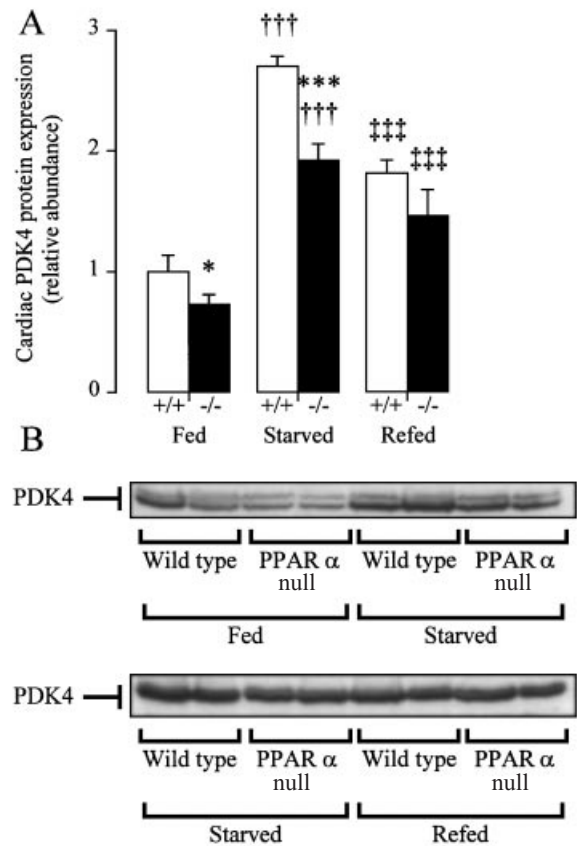 A
Cardiac PDK4 protein expression
(relative abundance)
3
2
1
0
†††
***
†††
‡‡‡
‡‡‡
*
+/+ -/- +/+ -/- +/+ -/-
Fed Starved Refed
B
PDK4
Wild type PPAR α null Wild type PPAR α null
Fed Starved
PDK4
Wild type PPAR α null Wild type PPAR α null
Starved Refed